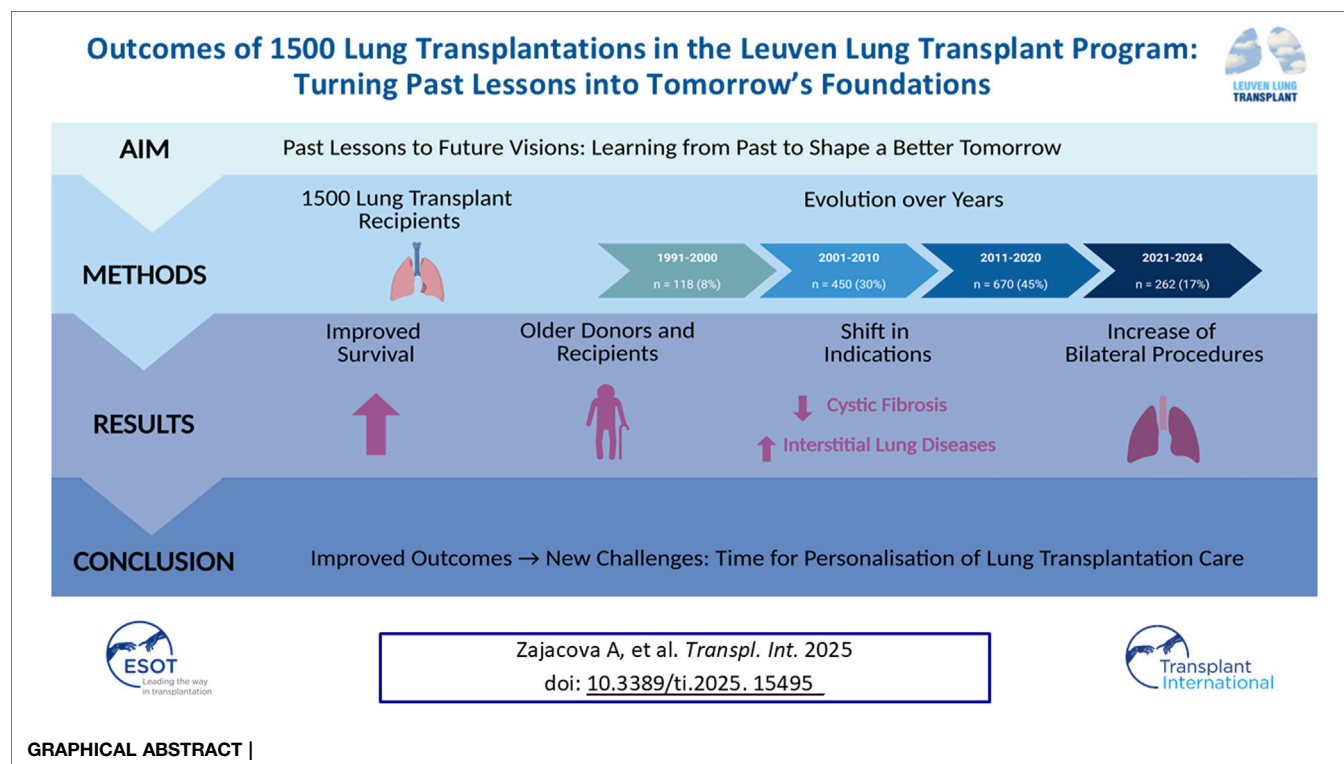 Outcomes of 1500 Lung Transplantations in the Leuven Lung Transplant Program:
Turning Past Lessons into Tomorrow's Foundations
LEUVEN LUNG
TRANSPLANT
AIM
Past Lessons to Future Visions: Learning from Past to Shape a Better Tomorrow
METHODS
1500 Lung Transplant
Recipients
Evolution over Years
1991-2000
n = 118 (8%)
2001-2010
n = 450 (30%)
2011-2020
n = 670 (45%)
2021-2024
n = 262 (17%)
RESULTS
Improved
Survival
Older Donors and
Recipients
Shift in
Indications
Cystic Fibrosis
Interstitial Lung Diseases
Increase of
Bilateral Procedures
CONCLUSION
Improved Outcomes → New Challenges: Time for Personalisation of Lung Transplantation Care
ESOT
Leading the way
in transplantation
Zajacova A, et al. Transpl. Int. 2025
doi: 10.3389/ti.2025. 15495
Transplant
International
GRAPHICAL ABSTRACT |